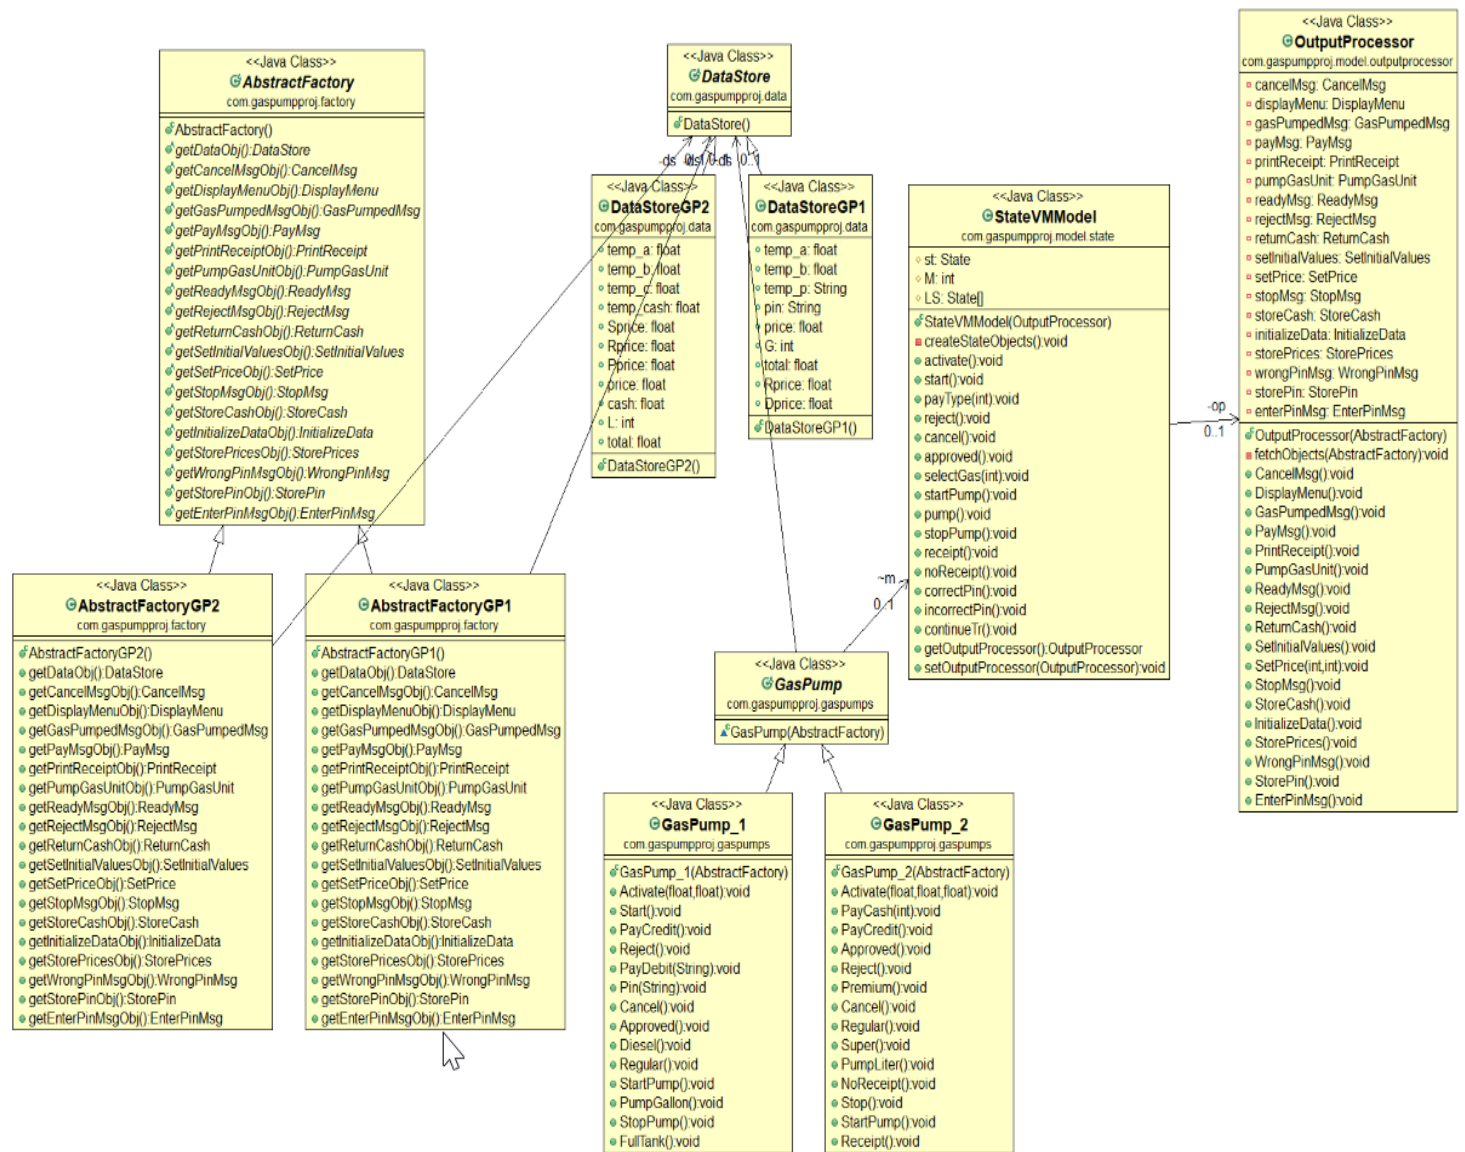 <<Java Class>>
AbstractFactory
com.gaspumpproj.factory
AbstractFactory()
getDataObj():DataStore
getCancelMsgObj():CancelMsg
getDisplayMenuObj():DisplayMenu
getGasPumpedMsgObj():GasPumpedMsg
getPayMsgObj():PayMsg
getPrintReceiptObj():PrintReceipt
getPumpGasUnitObj():PumpGasUnit
getReadyMsgObj():ReadyMsg
getRejectMsgObj():RejectMsg
getReturnCashObj():ReturnCash
getSetInitialValuesObj():SetInitialValues
getSetPriceObj():SetPrice
getStopMsgObj():StopMsg
getStoreCashObj():StoreCash
getInitializeDataObj():InitializeData
getStorePricesObj():StorePrices
getWrongPinMsgObj():WrongPinMsg
getStorePinObj():StorePin
getEnterPinMsgObj():EnterPinMsg
<<Java Class>>
DataStore
com.gaspumpproj.data
DataStore()
-ds
0..1
<<Java Class>>
DataStoreGP2
com.gaspumpproj.data
temp_a: float
temp_b: float
temp_c: float
temp_cash: float
Sprice: float
Rprice: float
Pprice: float
price: float
cash: float
L: int
total: float
DataStoreGP2()
<<Java Class>>
DataStoreGP1
com.gaspumpproj.data
temp_a: float
temp_b: float
temp_p: String
pin: String
price: float
G: int
total: float
Rprice: float
Dprice: float
DataStoreGP1()
<<Java Class>>
StateVMModel
com.gaspumpproj.model.state
st: State
M: int
LS: State[]
StateVMModel(OutputProcessor)
createStateObjects():void
activate():void
start():void
payType(int):void
reject():void
cancel():void
approved():void
selectGas(int):void
startPump():void
pump():void
stopPump():void
receipt():void
noReceipt():void
correctPin():void
incorrectPin():void
continueTr():void
getOutputProcessor():OutputProcessor
setOutputProcessor(OutputProcessor):void
-op
0..1
<<Java Class>>
OutputProcessor
com.gaspumpproj.model.outputprocessor
cancelMsg: CancelMsg
displayMenu: DisplayMenu
gasPumpedMsg: GasPumpedMsg
payMsg: PayMsg
printReceipt: PrintReceipt
pumpGasUnit: PumpGasUnit
readyMsg: ReadyMsg
rejectMsg: RejectMsg
returnCash: ReturnCash
setInitialValues: SetInitialValues
setPrice: SetPrice
stopMsg: StopMsg
storeCash: StoreCash
initializeData: InitializeData
storePrices: StorePrices
wrongPinMsg: WrongPinMsg
storePin: StorePin
enterPinMsg: EnterPinMsg
OutputProcessor(AbstractFactory)
fetchObjects(AbstractFactory):void
CancelMsg():void
DisplayMenu():void
GasPumpedMsg():void
PayMsg():void
PrintReceipt():void
PumpGasUnit():void
ReadyMsg():void
RejectMsg():void
ReturnCash():void
SetInitialValues():void
SetPrice(int,int):void
StopMsg():void
StoreCash():void
InitializeData():void
StorePrices():void
WrongPinMsg():void
StorePin():void
EnterPinMsg():void
<<Java Class>>
AbstractFactoryGP2
com.gaspumpproj.factory
AbstractFactoryGP2()
getDataObj():DataStore
getCancelMsgObj():CancelMsg
getDisplayMenuObj():DisplayMenu
getGasPumpedMsgObj():GasPumpedMsg
getPayMsgObj():PayMsg
getPrintReceiptObj():PrintReceipt
getPumpGasUnitObj():PumpGasUnit
getReadyMsgObj():ReadyMsg
getRejectMsgObj():RejectMsg
getReturnCashObj():ReturnCash
getSetInitialValuesObj():SetInitialValues
getSetPriceObj():SetPrice
getStopMsgObj():StopMsg
getStoreCashObj():StoreCash
getInitializeDataObj():InitializeData
getStorePricesObj():StorePrices
getWrongPinMsgObj():WrongPinMsg
getStorePinObj():StorePin
getEnterPinMsgObj():EnterPinMsg
<<Java Class>>
AbstractFactoryGP1
com.gaspumpproj.factory
AbstractFactoryGP1()
getDataObj():DataStore
getCancelMsgObj():CancelMsg
getDisplayMenuObj():DisplayMenu
getGasPumpedMsgObj():GasPumpedMsg
getPayMsgObj():PayMsg
getPrintReceiptObj():PrintReceipt
getPumpGasUnitObj():PumpGasUnit
getReadyMsgObj():ReadyMsg
getRejectMsgObj():RejectMsg
getReturnCashObj():ReturnCash
getSetInitialValuesObj():SetInitialValues
getSetPriceObj():SetPrice
getStopMsgObj():StopMsg
getStoreCashObj():StoreCash
getInitializeDataObj():InitializeData
getStorePricesObj():StorePrices
getWrongPinMsgObj():WrongPinMsg
getStorePinObj():StorePin
getEnterPinMsgObj():EnterPinMsg
~m
0..1
<<Java Class>>
GasPump
com.gaspumpproj.gaspumps
GasPump(AbstractFactory)
<<Java Class>>
GasPump_1
com.gaspumpproj.gaspumps
GasPump_1(AbstractFactory)
Activate(float,float):void
Start():void
PayCredit():void
Reject():void
PayDebit(String):void
Pin(String):void
Cancel():void
Approved():void
Diesel():void
Regular():void
StartPump():void
PumpGallon():void
StopPump():void
FullTank():void
<<Java Class>>
GasPump_2
com.gaspumpproj.gaspumps
GasPump_2(AbstractFactory)
Activate(float,float,float):void
PayCash(int):void
PayCredit():void
Approved():void
Reject():void
Premium():void
Cancel():void
Regular():void
Super():void
PumpLiter():void
NoReceipt():void
Stop():void
StartPump():void
Receipt():void